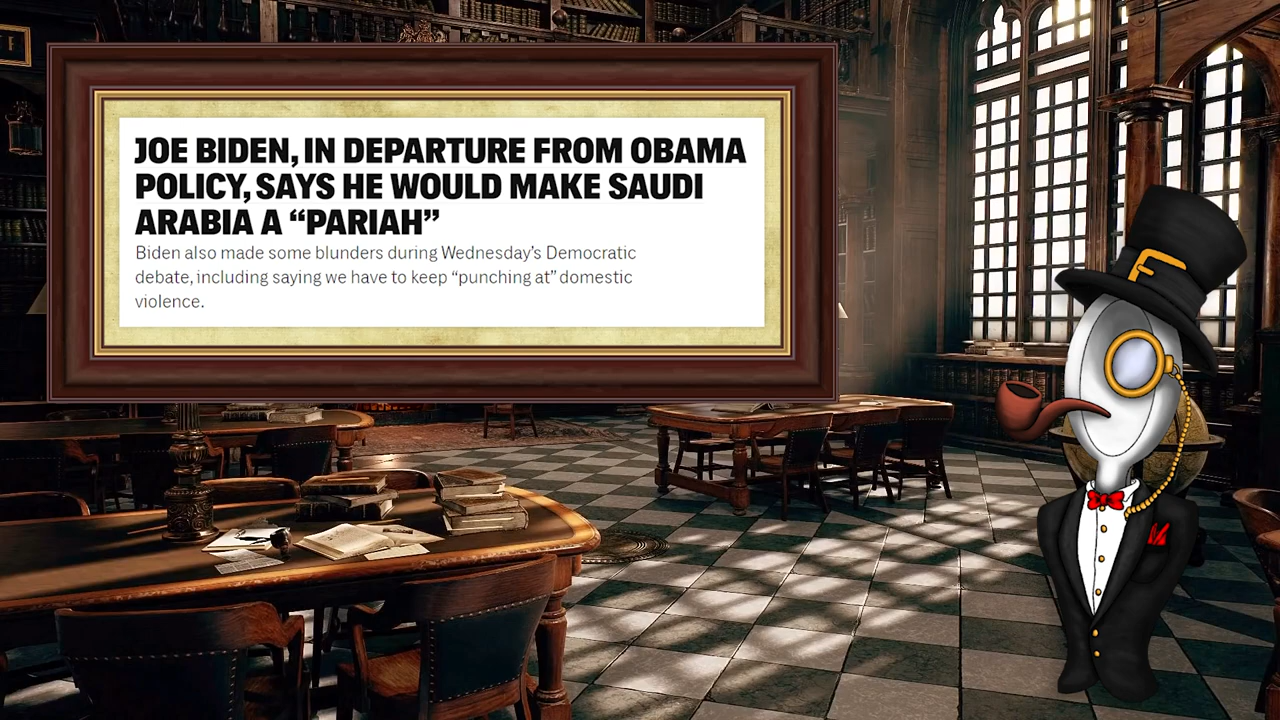 JOE BIDEN, IN DEPARTURE FROM OBAMA
POLICY, SAYS HE WOULD MAKE SAUDI
ARABIA A “PARIAH”
Biden also made some blunders during Wednesday’s Democratic
debate, including saying we have to keep “punching at” domestic
violence.
F